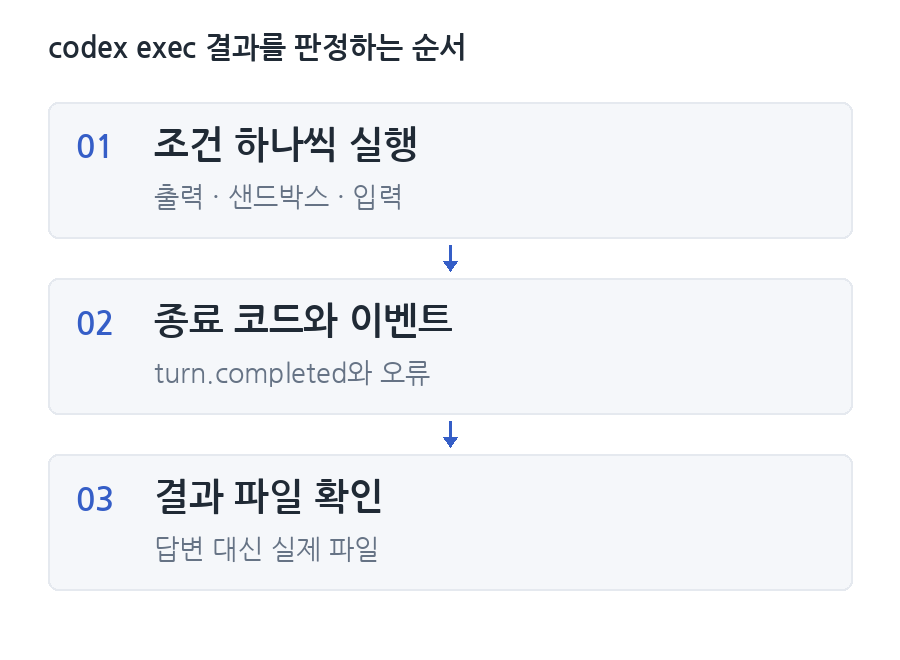 codex exec 결과를 판정하는 순서
01 조건 하나씩 실행
출력 · 샌드박스 · 입력
02 종료 코드와 이벤트
turn.completed와 오류
03 결과 파일 확인
답변 대신 실제 파일